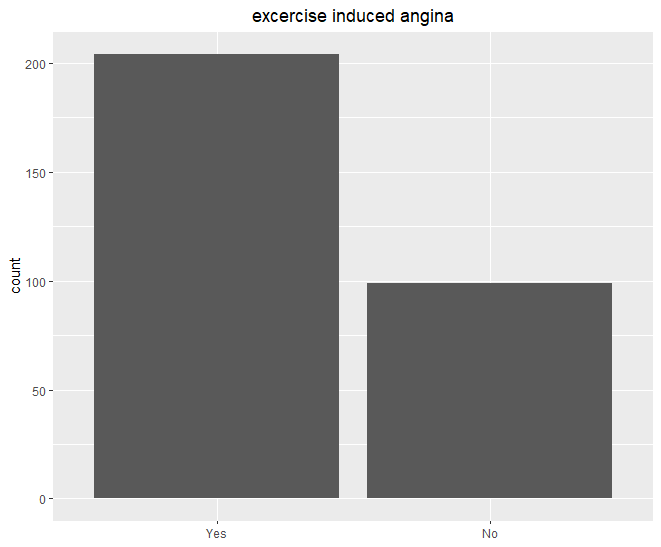 excercise induced angina
200
150
100
50
0
count
Yes No